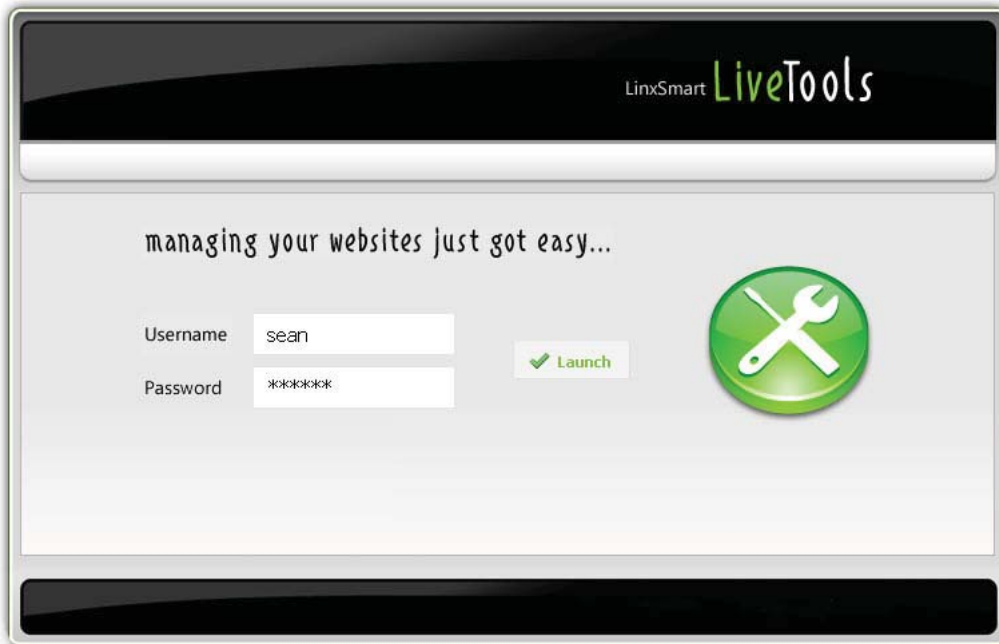 LinxSmart LiveTools
managing your websites just got easy...
Username
sean
Launch
Password
******